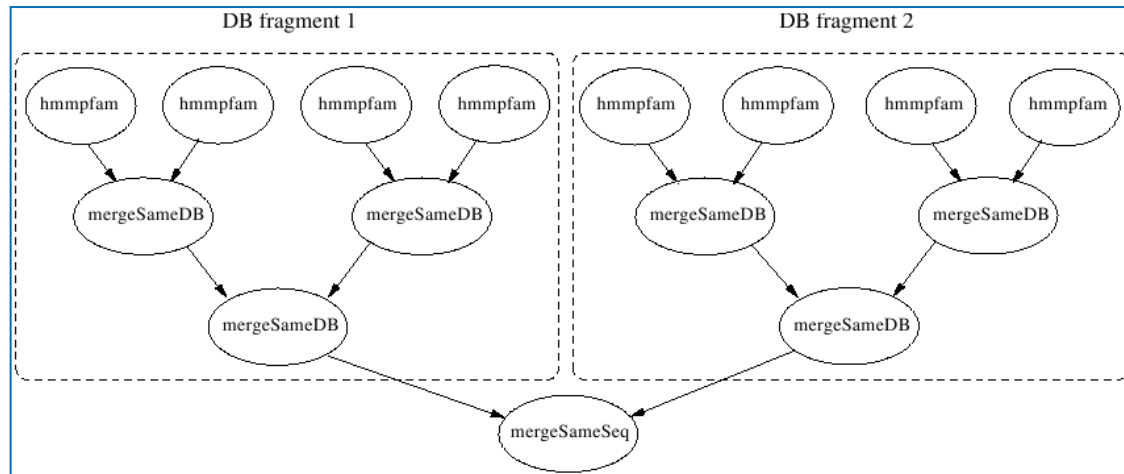 DB fragment 1
DB fragment 2
hmmpfam
hmmpfam
hmmpfam
hmmpfam
hmmpfam
hmmpfam
hmmpfam
hmmpfam
mergeSameDB
mergeSameDB
mergeSameDB
mergeSameDB
mergeSameDB
mergeSameDB
mergeSameSeq